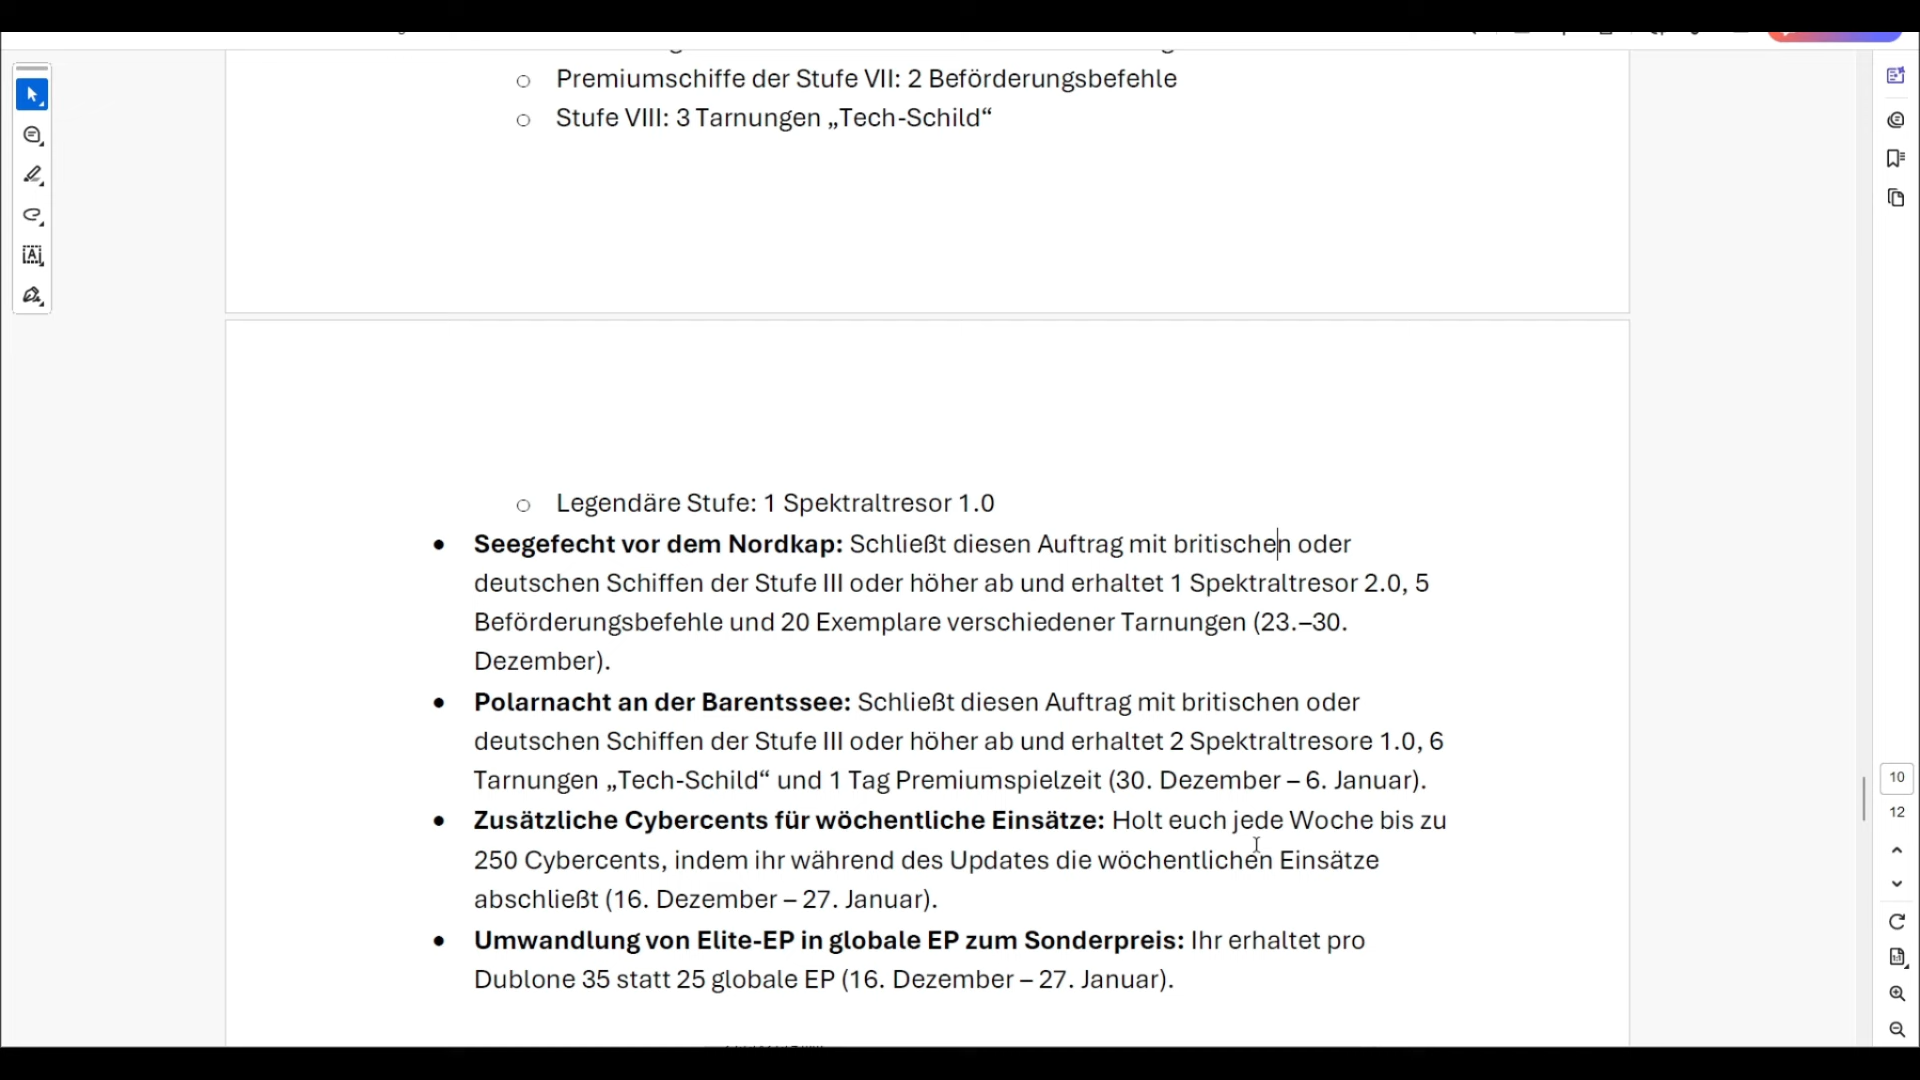 ○ Premiumschiffe der Stufe VII: 2 Beförderungsbefehle
○ Stufe VIII: 3 Tarnungen „Tech-Schild“
○ Legendäre Stufe: 1 Spektraltresor 1.0
● Seegefecht vor dem Nordkap: Schließt diesen Auftrag mit britischen oder
deutschen Schiffen der Stufe III oder höher ab und erhaltet 1 Spektraltresor 2.0, 5
Beförderungsbefehle und 20 Exemplare verschiedener Tarnungen (23.–30.
Dezember).
● Polarnacht an der Barentssee: Schließt diesen Auftrag mit britischen oder
deutschen Schiffen der Stufe III oder höher ab und erhaltet 2 Spektraltresore 1.0, 6
Tarnungen „Tech-Schild“ und 1 Tag Premiumspielzeit (30. Dezember – 6. Januar).
● Zusätzliche Cybercents für wöchentliche Einsätze: Holt euch jede Woche bis zu
250 Cybercents, indem ihr während des Updates die wöchentlichen Einsätze
abschließt (16. Dezember – 27. Januar).
● Umwandlung von Elite-EP in globale EP zum Sonderpreis: Ihr erhaltet pro
Dublone 35 statt 25 globale EP (16. Dezember – 27. Januar).
10
12